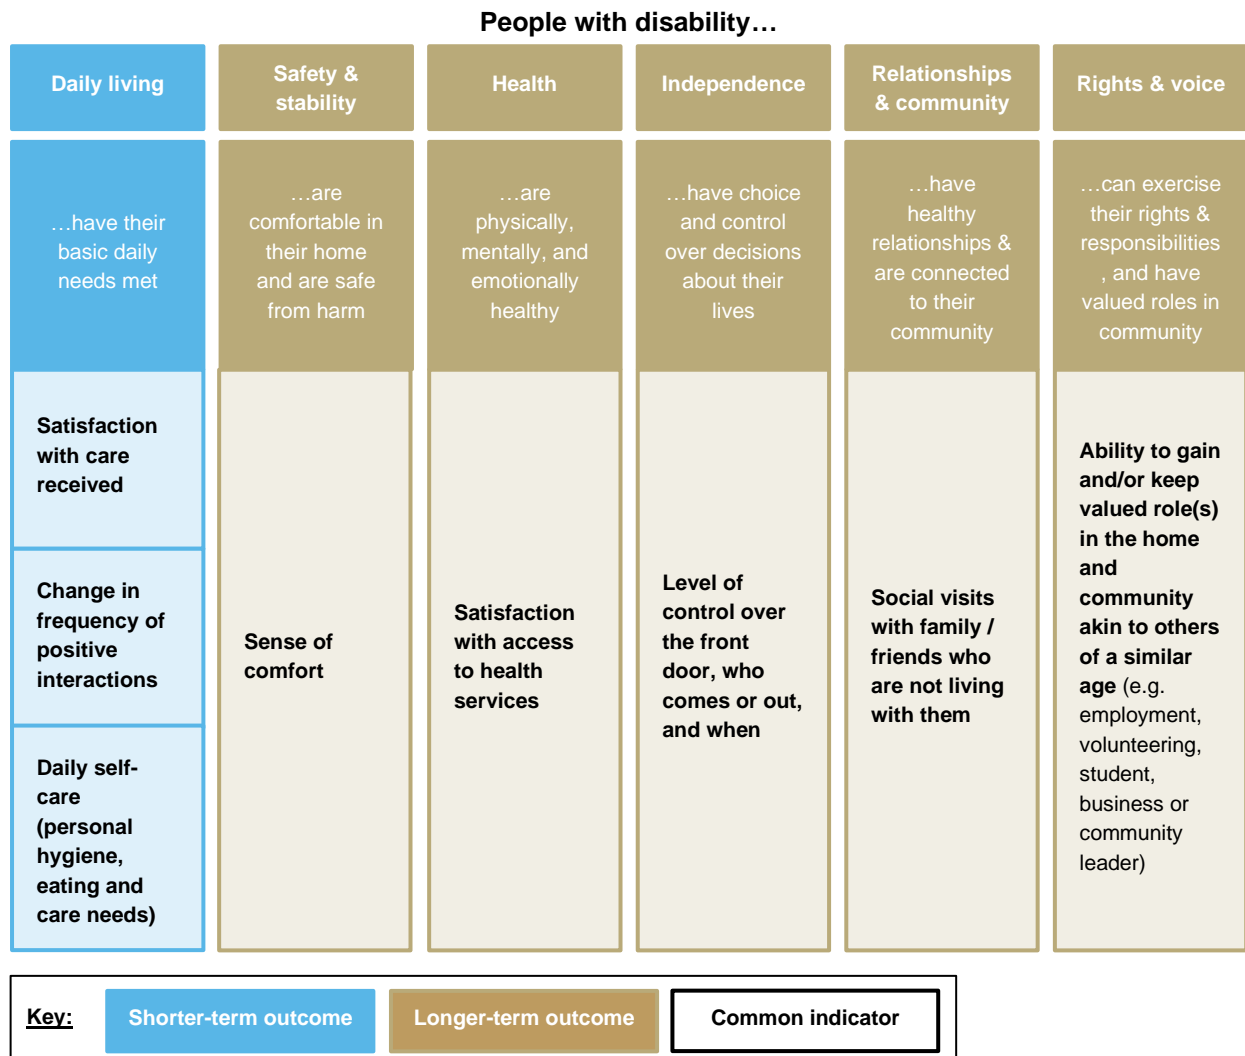 People with disability…
Daily living
Safety &
stability
Health
Independence
Relationships
& community
Rights & voice
…have their
basic daily
needs met
…are
comfortable in
their home
and are safe
from harm
…are
physically,
mentally, and
emotionally
healthy
…have choice
and control
over decisions
about their
lives
…have
healthy
relationships &
are connected
to their
community
…can exercise
their rights &
responsibilities
, and have
valued roles in
community
Satisfaction
with care
received
Change in
frequency of
positive
interactions
Daily self-
care
(personal
hygiene,
eating and
care needs)
Sense of
comfort
Satisfaction
with access
to health
services
Level of
control over
the front
door, who
comes or out,
and when
Social visits
with family /
friends who
are not living
with them
Ability to gain
and/or keep
valued role(s)
in the home
and
community
akin to others
of a similar
age (e.g.
employment,
volunteering,
student,
business or
community
leader)
Key:
Shorter-term outcome
Longer-term outcome
Common indicator